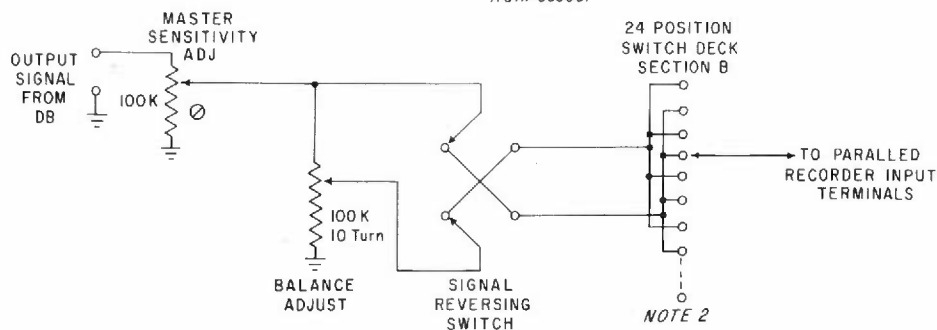 MASTER
SENSITIVITY
ADJ
OUTPUT
SIGNAL
FROM
DB
100K
100K
10 Turn
BALANCE
ADJUST
SIGNAL
REVERSING
SWITCH
24 POSITION
SWITCH DECK
SECTION B
TO PARALLED
RECORDER INPUT
TERMINALS
NOTE 2